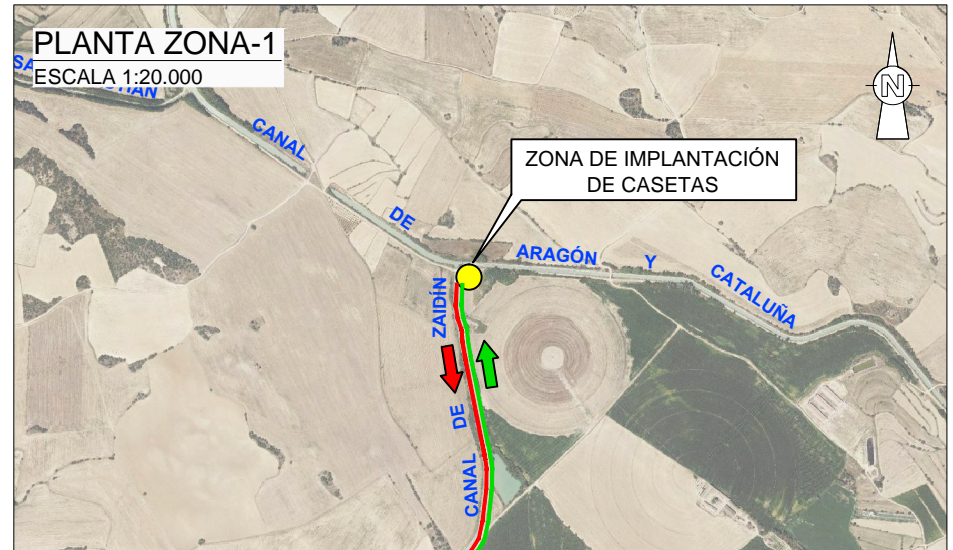 PLANTA ZONA-1
ESCALA 1:20.000
CANAL
DE
ARAGÓN
Y
CATALUÑA
ZONA DE IMPLANTACIÓN
DE CASETAS
N
CANAL
DE
ZAIDÍN